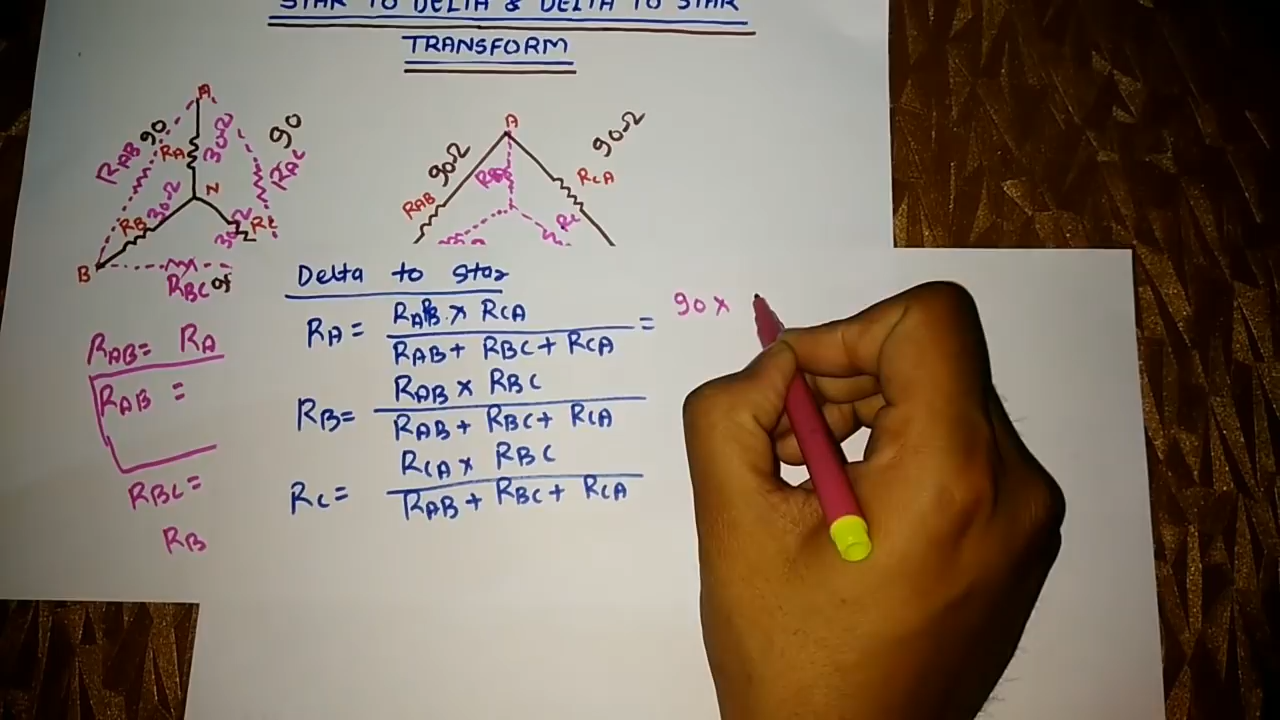 STAR TO DELTA & DELTA TO STAR
TRANSFORM
A
RAB 90
RA 30Ω
90
RAC
N
RB 30Ω
RC
B
RBC
A
90Ω
90Ω
RAB
RCA
RC
Delta to star
RA = RAB × RCA / RAB + RBC + RCA = 90 ×
RB = RAB × RBC / RAB + RBC + RCA
RC = RCA × RBC / RAB + RBC + RCA
RAB = RA
RAB =
RBC =
RB